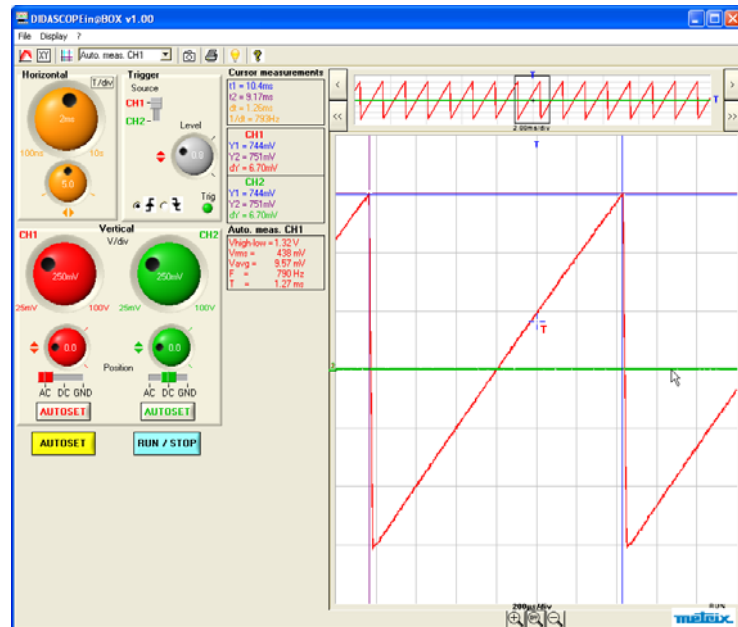 DIDASCOPEin@BOX v1.00
File Display ?
XY Auto. meas. CH1 ?
Horizontal
T/div
2ms
100ns 10s
5.0
Trigger
Source
CH1
CH2
Level
0.0
Trig
Vertical
CH1 V/div CH2
250mV 250mV
25mV 100V 25mV 100V
0.0 0.0
Position
AC DC GND AC DC GND
AUTOSET AUTOSET
AUTOSET RUN / STOP
Cursor measurements
t1 = 10.4ms
t2 = 9.17ms
dt = 1.26ms
1/dt = 793Hz
CH1
Y1 = 744mV
Y2 = 751mV
dY = 6.70mV
CH2
Y1 = 744mV
Y2 = 751mV
dY = 6.70mV
Auto. meas. CH1
Vhigh-low = 1.32 V
Vrms = 438 mV
Vavg = 9.57 mV
F = 790 Hz
T = 1.27 ms
< T >
<< T >>
2.00ms/div
T
T
200µs/div RUN
metrix